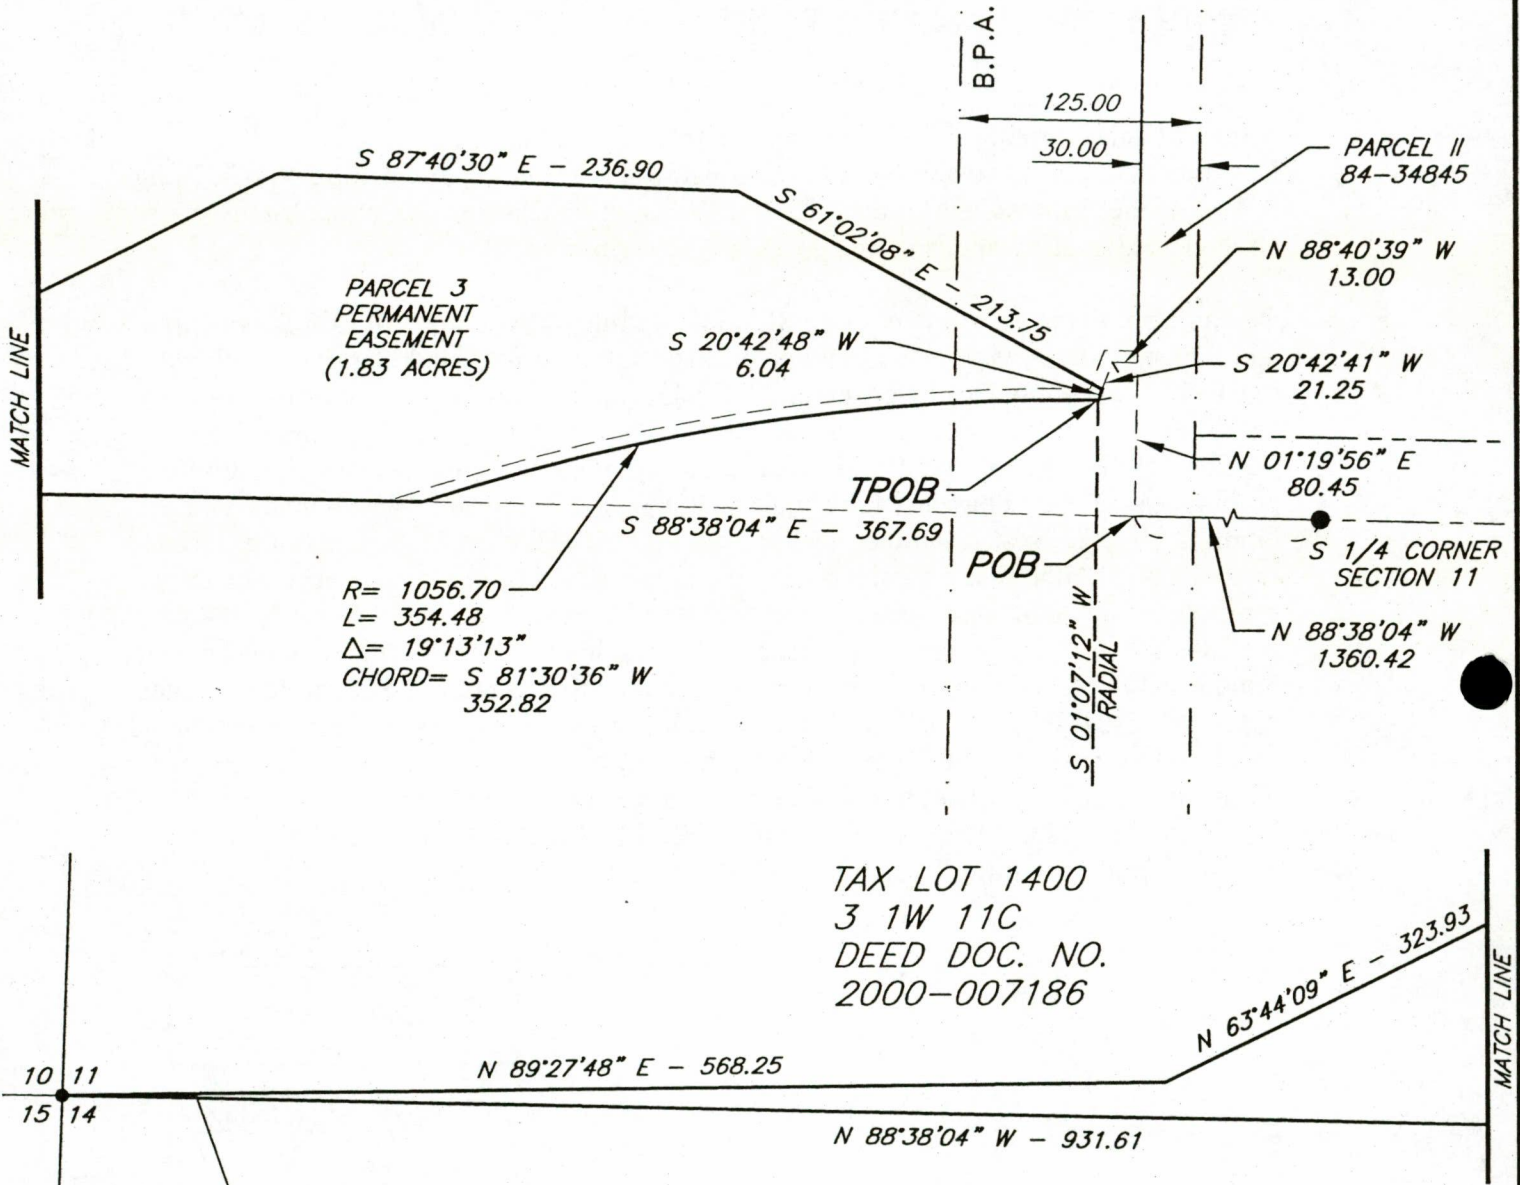 B.P.A.
125.00
30.00
PARCEL II
84-34845
S 87°40'30" E - 236.90
S 61°02'08" E - 213.75
N 88°40'39" W
13.00
PARCEL 3
PERMANENT
EASEMENT
(1.83 ACRES)
S 20°42'48" W
6.04
S 20°42'41" W
21.25
MATCH LINE
N 01°19'56" E
80.45
TPOB
S 88°38'04" E - 367.69
POB
S 1/4 CORNER
SECTION 11
R= 1056.70
L= 354.48
Δ= 19°13'13"
CHORD= S 81°30'36" W
352.82
S 01°07'12" W
RADIAL
N 88°38'04" W
1360.42
TAX LOT 1400
3 1W 11C
DEED DOC. NO.
2000-007186
N 63°44'09" E - 323.93
MATCH LINE
N 89°27'48" E - 568.25
10 11
15 14
N 88°38'04" W - 931.61